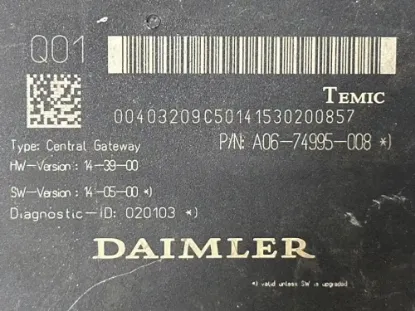 Q01
TEMIC
00403209C50141530200857
Type: Central Gateway
P/N: A06-74995-008 *)
HW-Version : 14-39-00
SW-Version : 14-05-00 *)
Diagnostic-ID: 020103 *)
DAIMLER
*) valid unless SW is upgraded